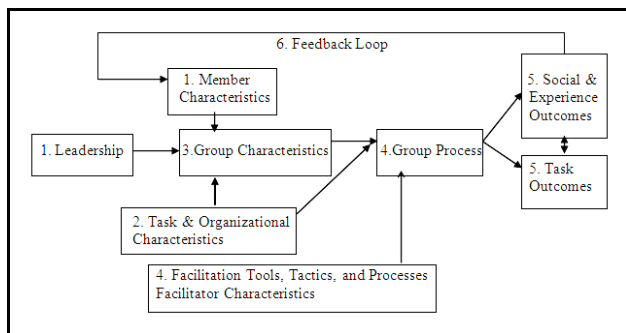 6. Feedback Loop
1. Member
Characteristics
5. Social &
Experience
Outcomes
1. Leadership
3.Group Characteristics
4.Group Process
5. Task
Outcomes
2. Task & Organizational
Characteristics
4. Facilitation Tools, Tactics, and Processes
Facilitator Characteristics